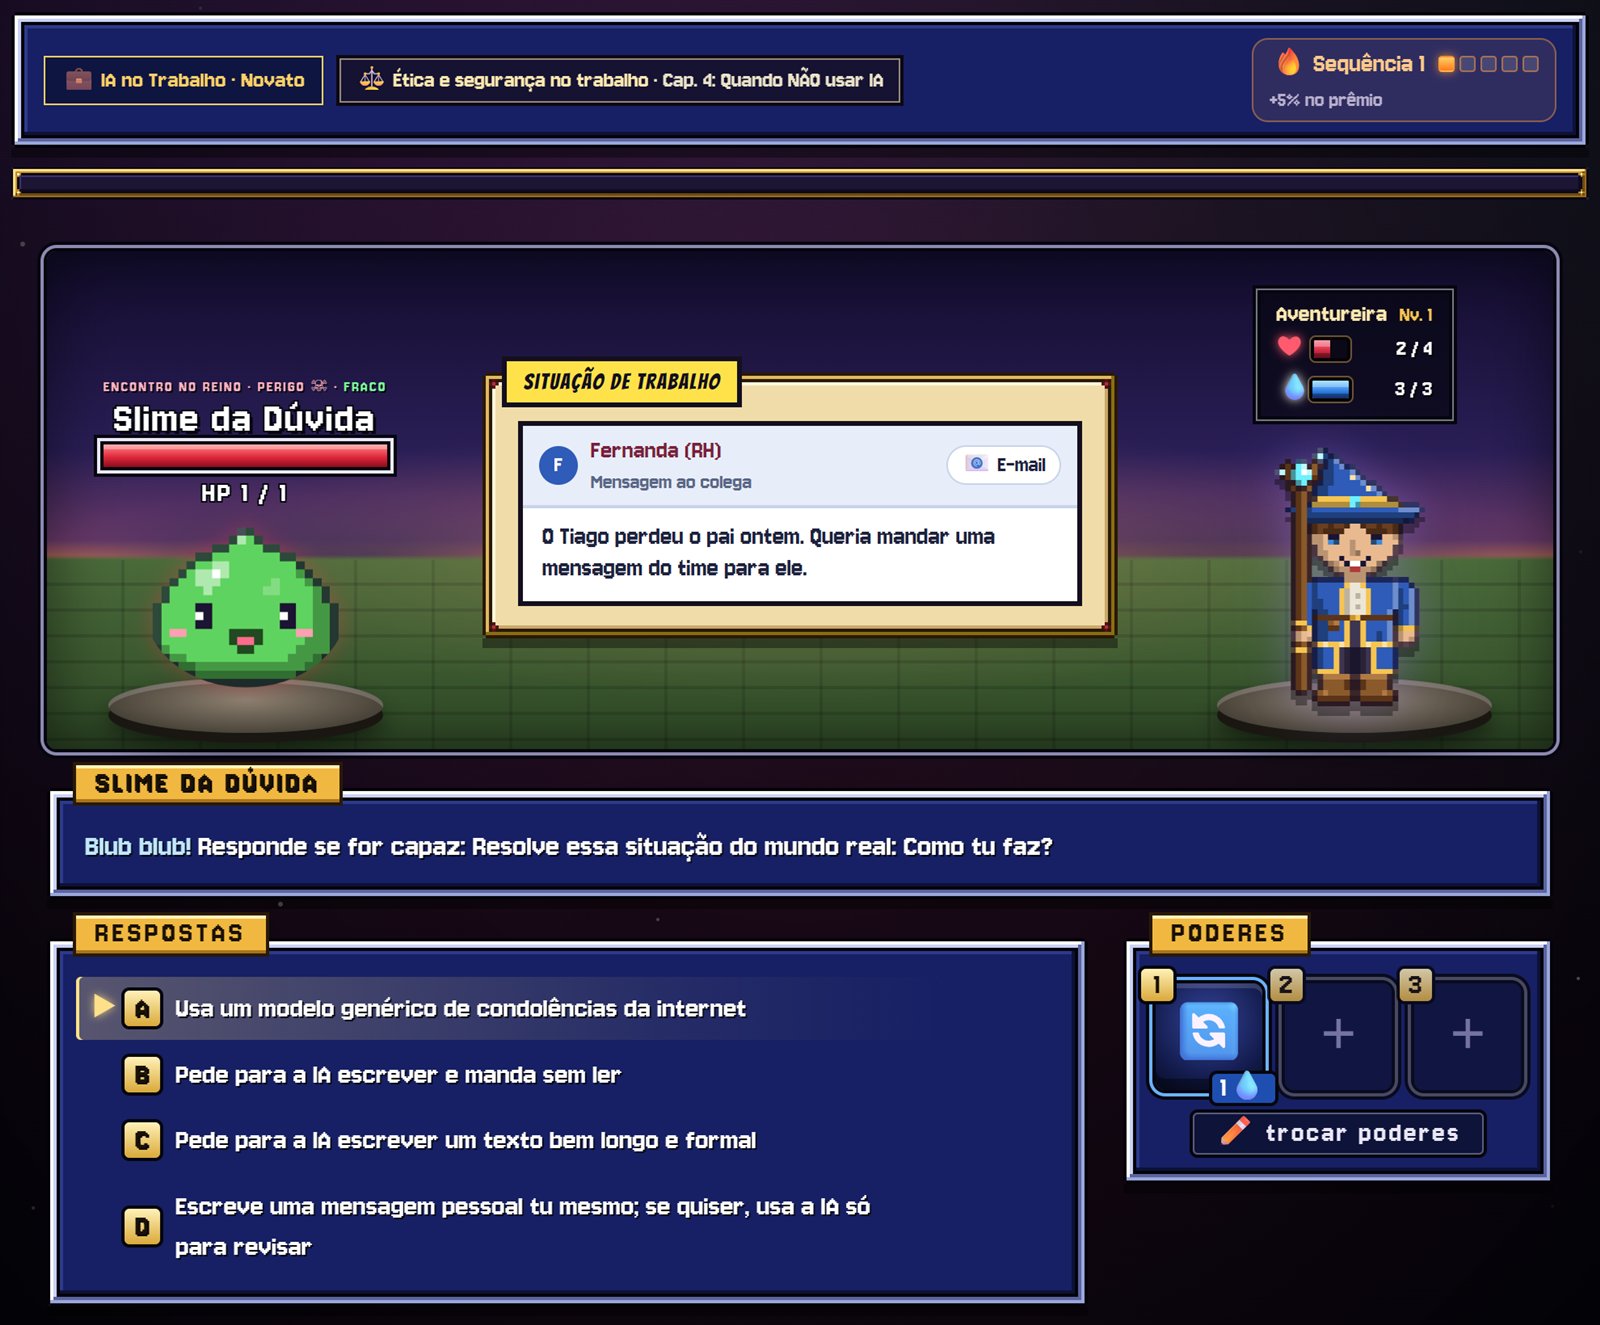 IA no Trabalho · Novato
Ética e segurança no trabalho · Cap. 4: Quando NÃO usar IA
Sequência 1
+5% no prêmio
ENCONTRO NO REINO · PERIGO · FRACO
Slime da Dúvida
HP 1 / 1
SITUAÇÃO DE TRABALHO
F
Fernanda (RH)
Mensagem ao colega
E-mail
O Tiago perdeu o pai ontem. Queria mandar uma
mensagem do time para ele.
Aventureira Nv. 1
2 / 4
3 / 3
SLIME DA DÚVIDA
Blub blub! Responde se for capaz: Resolve essa situação do mundo real: Como tu faz?
RESPOSTAS
A Usa um modelo genérico de condolências da internet
B Pede para a IA escrever e manda sem ler
C Pede para a IA escrever um texto bem longo e formal
D Escreve uma mensagem pessoal tu mesmo; se quiser, usa a IA só
para revisar
PODERES
1 2 3
1
trocar poderes